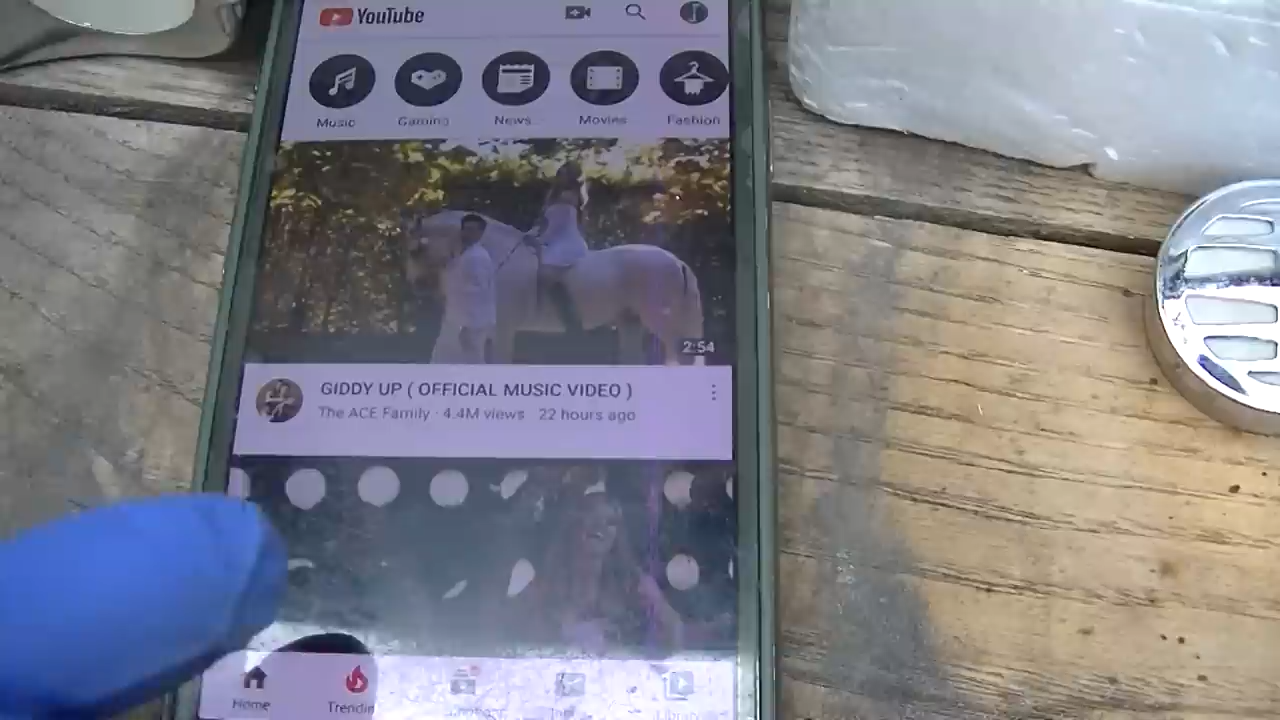 YouTube
Music Gaming News Movies Fashion
2:54
GIDDY UP ( OFFICIAL MUSIC VIDEO )
The ACE Family · 4.4M views · 22 hours ago
Home Trendin Library